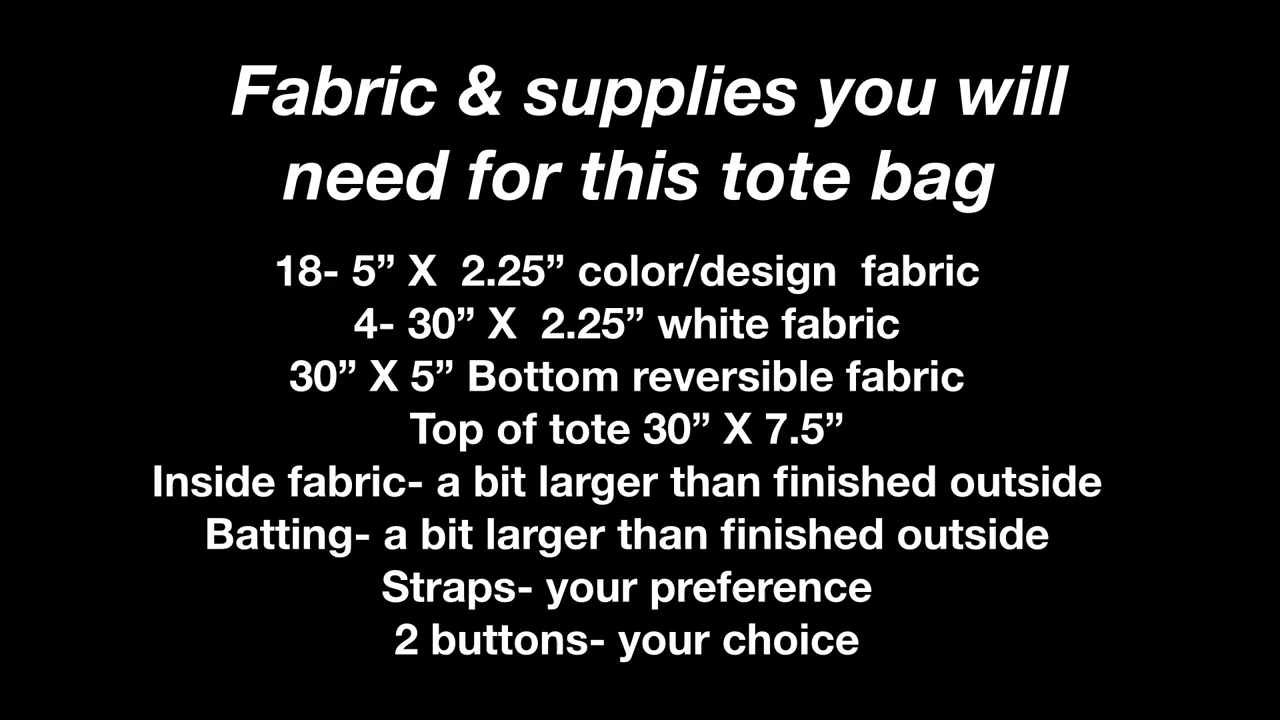 Fabric & supplies you will
need for this tote bag
18- 5” X  2.25” color/design  fabric
4- 30” X  2.25” white fabric
30” X 5” Bottom reversible fabric
Top of tote 30” X 7.5”
Inside fabric- a bit larger than finished outside
Batting- a bit larger than finished outside
Straps- your preference
2 buttons- your choice